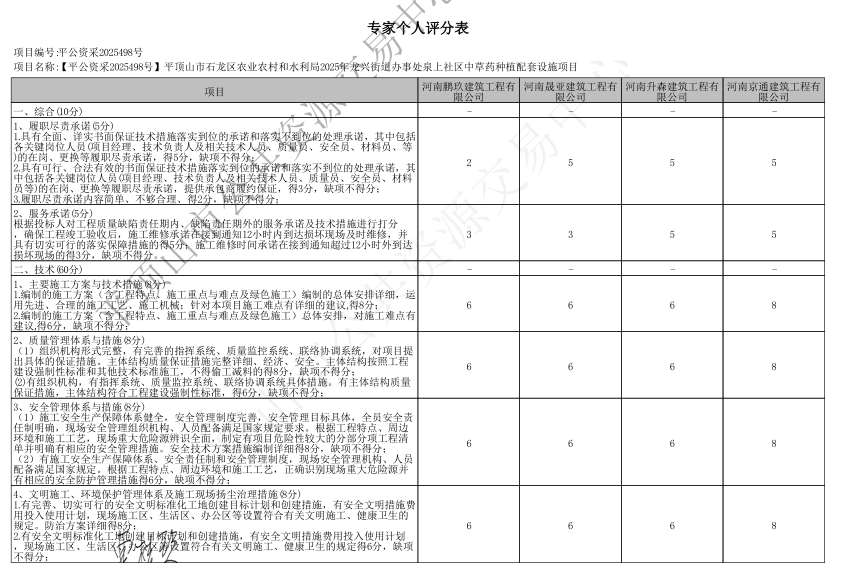 专家个人评分表
项目编号:平公资采2025498号
项目名称:【平公资采2025498号】平顶山市石龙区农业农村和水利局2025年龙兴街道办事处泉上社区中草药种植配套设施项目
项目 河南鹏玖建筑工程有限公司 河南晟亚建筑工程有限公司 河南升森建筑工程有限公司 河南京通建筑工程有限公司
一、综合(10分) - - - -
1、履职尽责承诺(5分)
1.具有全面、详实书面保证技术措施落实到位的承诺和落实不到位的处理承诺，其中包括
各关键岗位人员(项目经理、技术负责人及相关技术人员、质量员、安全员、材料员、等
)的在岗、更换等履职尽责承诺，得5分，缺项不得分；
2.具有可行、合法有效的书面保证技术措施落实到位的承诺和落实不到位的处理承诺，其
中包括各关键岗位人员(项目经理、技术负责人及相关技术人员、质量员、安全员、材料
员等)的在岗、更换等履职尽责承诺，提供承包商履约保证，得3分，缺项不得分；
3.履职尽责承诺内容简单、不够合理、得2分，缺项不得分；
2 5 5 5
2、服务承诺(5分)
根据投标人对工程质量缺陷责任期内、缺陷责任期外的服务承诺及技术措施进行打分
，确保工程竣工验收后，施工维修承诺在接到通知12小时内到达损坏现场及时维修，并
具有切实可行的落实保障措施的得5分；施工维修时间承诺在接到通知超过12小时外到达
损坏现场的得3分，缺项不得分。
3 3 5 5
二、技术(60分) - - - -
1、主要施工方案与技术措施(8分)
1.编制的施工方案（含工程特点、施工重点与难点及绿色施工）编制的总体安排详细，运
用先进、合理的施工工艺、施工机械；针对本项目施工难点有详细的建议,得8分；
2.编制的施工方案（含工程特点、施工重点与难点及绿色施工）总体安排，对施工难点有
建议,得6分，缺项不得分；
6 6 6 8
2、质量管理体系与措施(8分)
（1）组织机构形式完整，有完善的指挥系统、质量监控系统、联络协调系统，对项目提
出具体的保证措施。主体结构质量保证措施完整详细、经济、安全。主体结构按照工程
建设强制性标准和其他技术标准施工，不得偷工减料的得8分，缺项不得分；
(2)有组织机构，有指挥系统、质量监控系统、联络协调系统具体措施。有主体结构质量
保证措施，主体结构符合工程建设强制性标准，得6分，缺项不得分；
6 6 6 8
3、安全管理体系与措施(8分)
（1）施工安全生产保障体系健全，安全管理制度完善，安全管理目标具体，全员安全责
任制明确，现场安全管理组织机构、人员配备满足国家规定要求。根据工程特点、周边
环境和施工工艺，现场重大危险源辨识全面，制定有项目危险性较大的分部分项工程清
单并明确有相应的安全管理措施。安全技术方案措施编制详细得8分，缺项不得分；
（2）有施工安全生产保障体系、安全责任制和安全管理制度，现场安全管理机构、人员
配备满足国家规定。根据工程特点、周边环境和施工工艺，正确识别现场重大危险源并
有相应的安全防护管理措施得6分，缺项不得分；
6 6 6 8
4、文明施工、环境保护管理体系及施工现场扬尘治理措施(8分)
1.有完善、切实可行的安全文明标准化工地创建目标计划和创建措施，有安全文明措施费
用投入使用计划，现场施工区、生活区、办公区等设置符合有关文明施工、健康卫生的
规定。防治方案详细得8分；
2.有安全文明标准化工地创建目标计划和创建措施，有安全文明措施费用投入使用计划
，现场施工区、生活区、办公区等设置符合有关文明施工、健康卫生的规定得6分，缺项
不得分；
6 6 6 8
平顶山市公共资源交易中心
公共资源交易中心